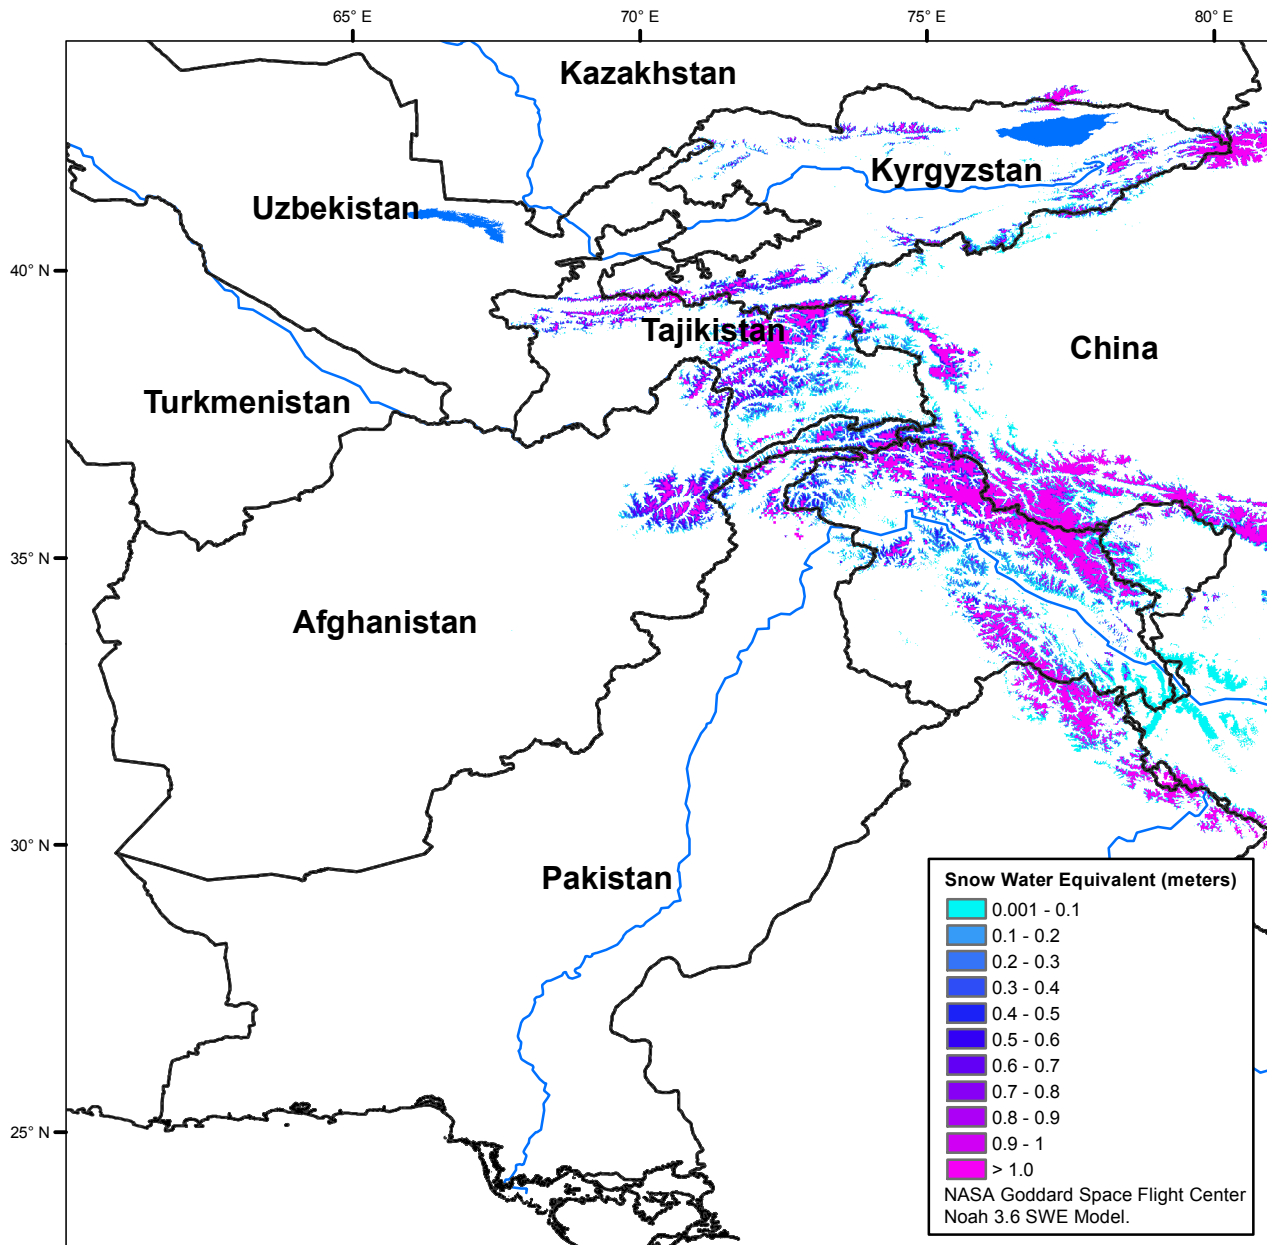 65° E
70° E
75° E
80° E
Kazakhstan
Kyrgyzstan
Uzbekistan
40° N
Tajikistan
China
Turkmenistan
35° N
Afghanistan
30° N
Pakistan
25° N
Snow Water Equivalent (meters)
0.001 - 0.1
0.1 - 0.2
0.2 - 0.3
0.3 - 0.4
0.4 - 0.5
0.5 - 0.6
0.6 - 0.7
0.7 - 0.8
0.8 - 0.9
0.9 - 1
> 1.0
NASA Goddard Space Flight Center
Noah 3.6 SWE Model.